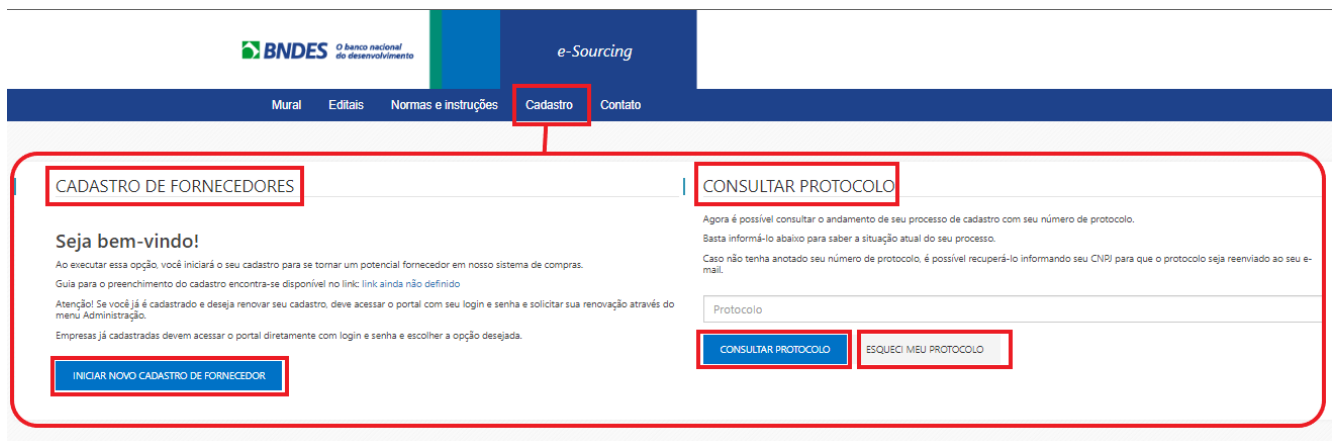 BNDES O banco nacional
do desenvolvimento
e-Sourcing
Mural Editais Normas e instruções Cadastro Contato
CADASTRO DE FORNECEDORES
Seja bem-vindo!
Ao executar essa opção, você iniciará o seu cadastro para se tornar um potencial fornecedor em nosso sistema de compras.
Guia para o preenchimento do cadastro encontra-se disponível no link: link ainda não definido
Atenção! Se você já é cadastrado e deseja renovar seu cadastro, deve acessar o portal com seu login e senha e solicitar sua renovação através do
menu Administração.
Empresas já cadastradas devem acessar o portal diretamente com login e senha e escolher a opção desejada.
INICIAR NOVO CADASTRO DE FORNECEDOR
CONSULTAR PROTOCOLO
Agora é possível consultar o andamento de seu processo de cadastro com seu número de protocolo.
Basta informá-lo abaixo para saber a situação atual do seu processo.
Caso não tenha anotado seu número de protocolo, é possível recuperá-lo informando seu CNPJ para que o protocolo seja reenviado ao seu e-
mail.
Protocolo
CONSULTAR PROTOCOLO ESQUECI MEU PROTOCOLO